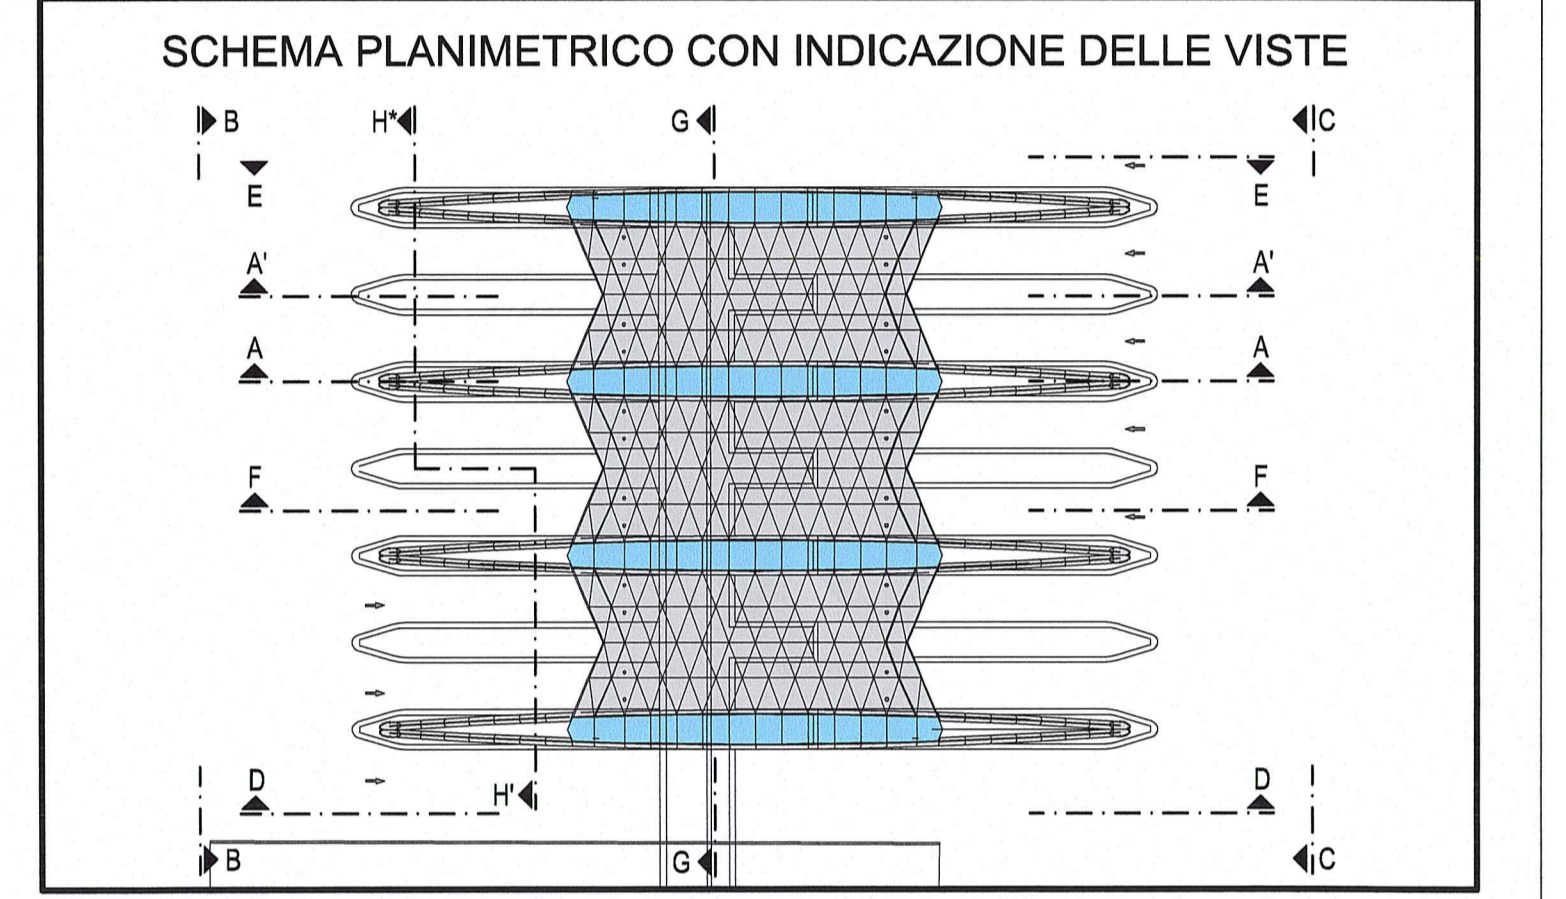 SCHEMA PLANIMETRICO CON INDICAZIONE DELLE VISTE
B H* G C
E E
A' A'
A A
F F
D H' D
B G C